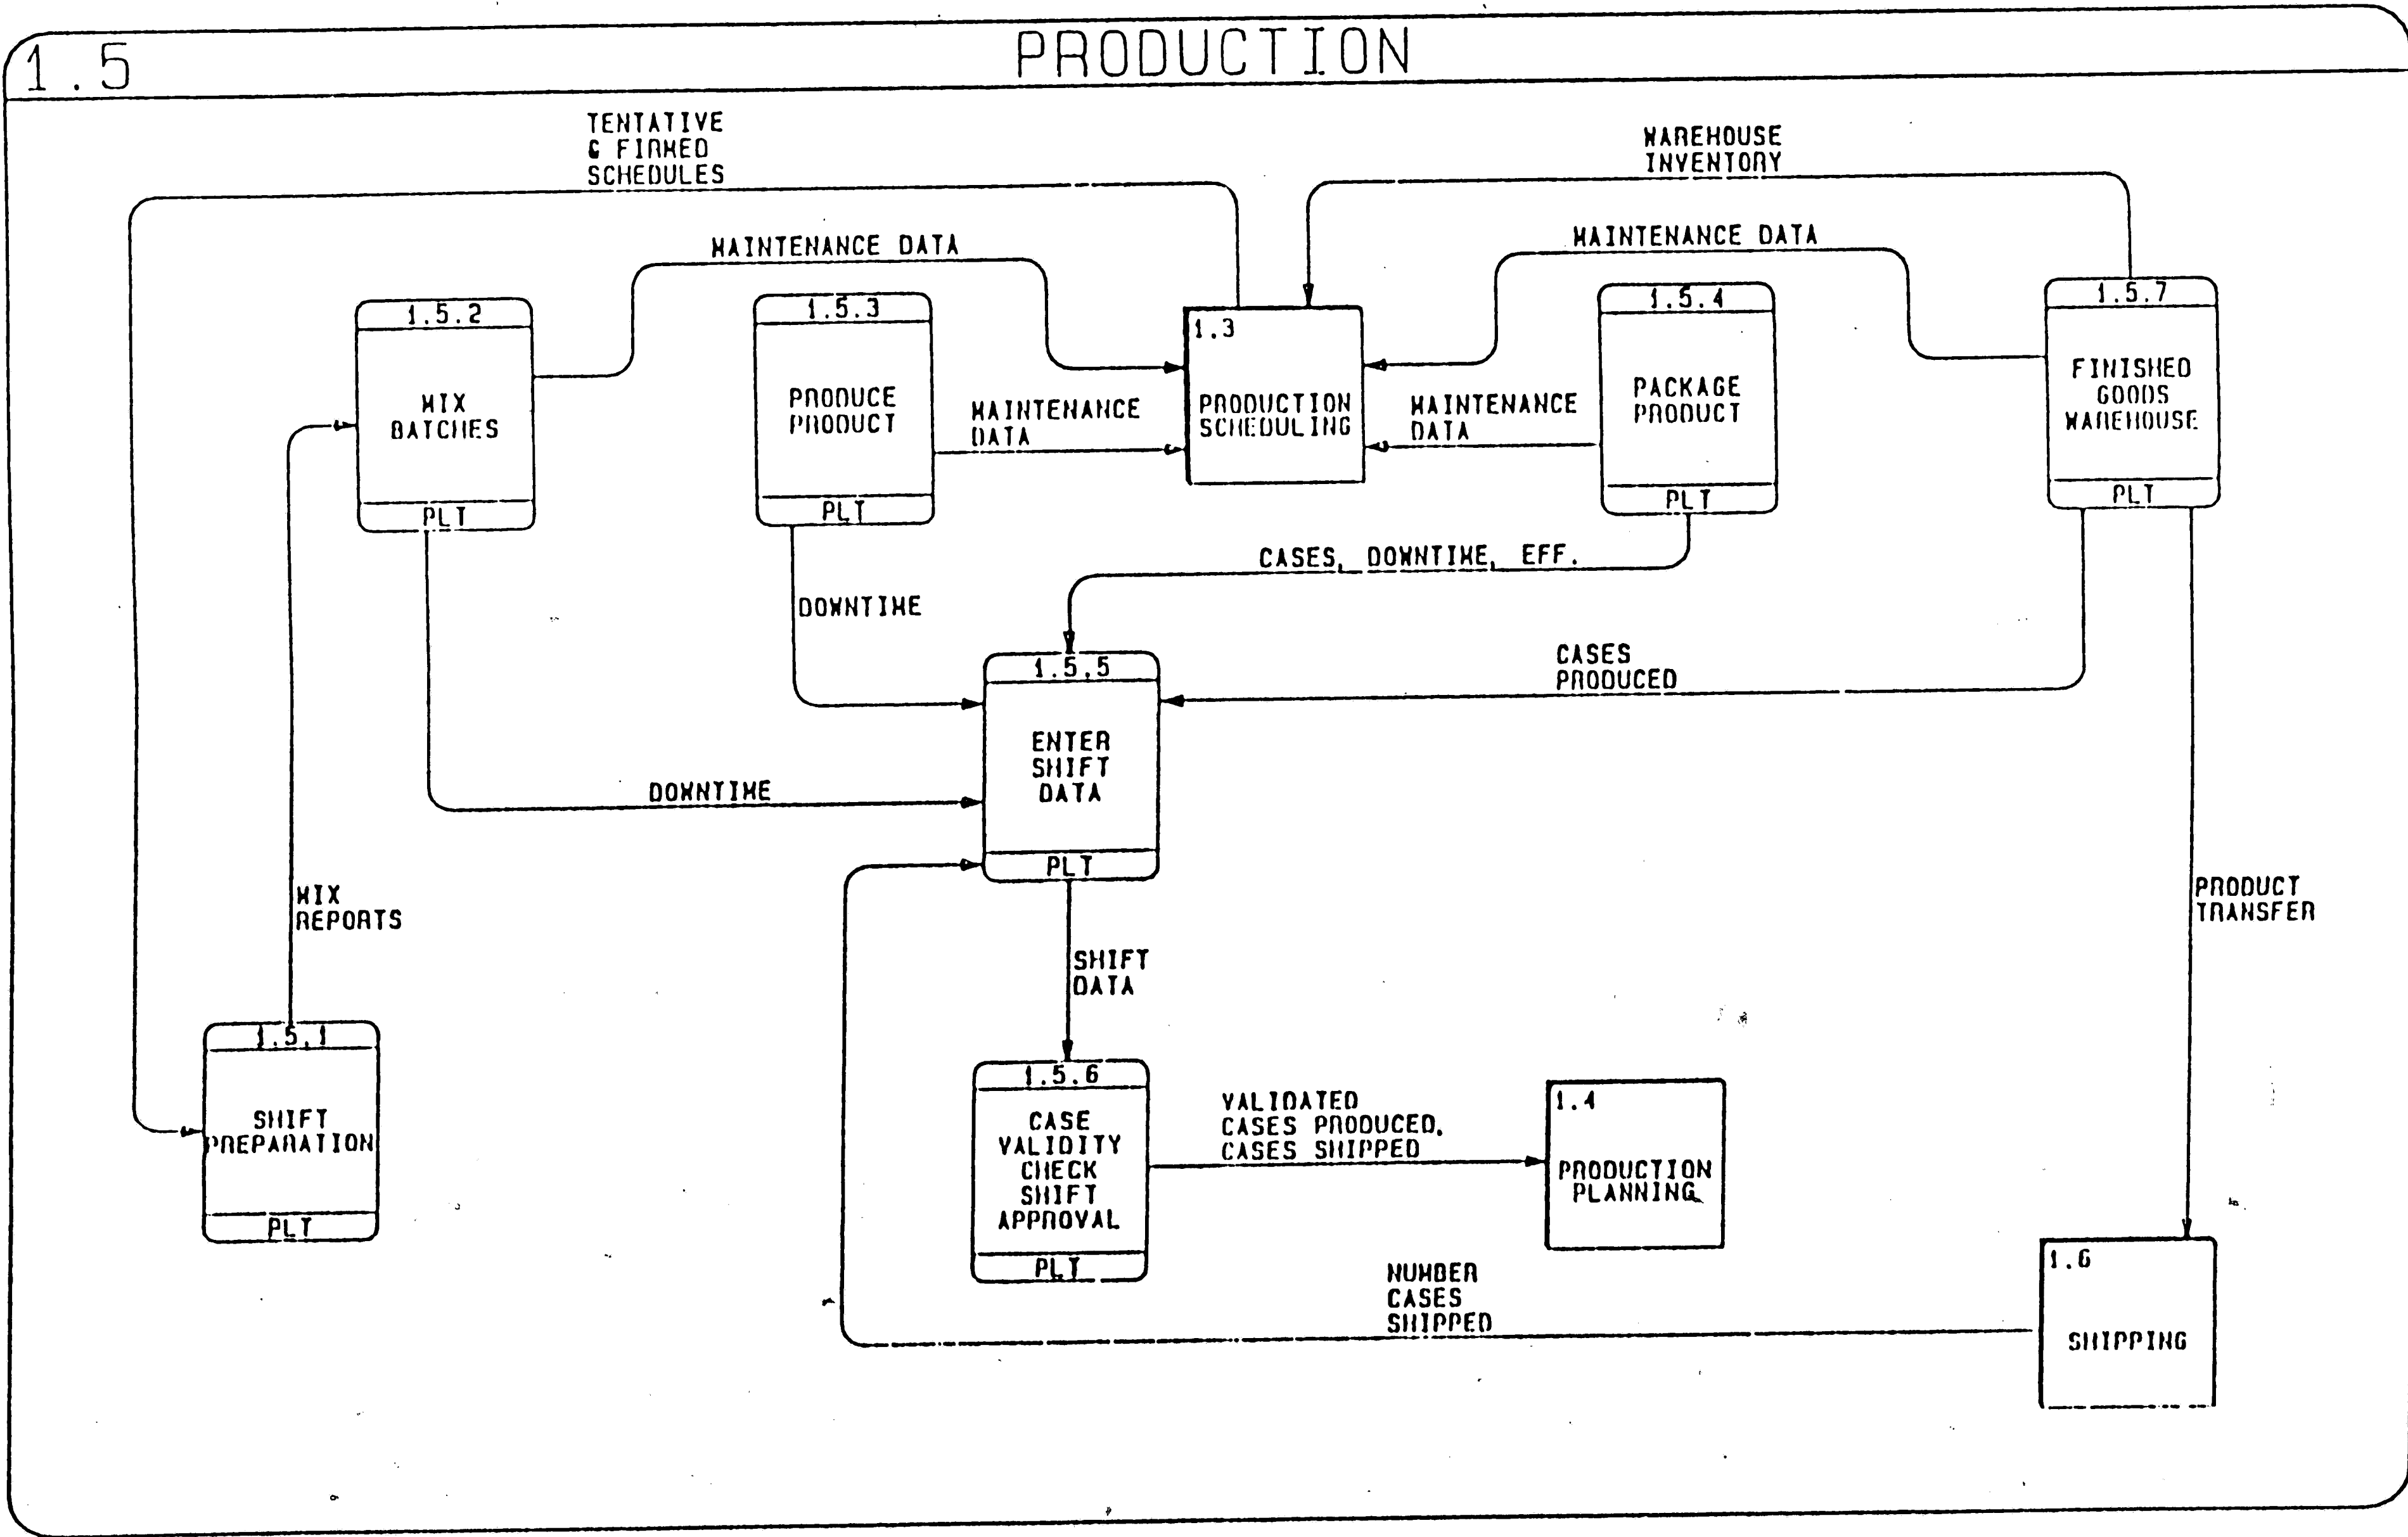 1.5
PRODUCTION
TENTATIVE
& FIRMED
SCHEDULES
WAREHOUSE
INVENTORY
MAINTENANCE DATA
MAINTENANCE DATA
1.5.2
MIX
BATCHES
PLT
1.5.3
PRODUCE
PRODUCT
PLT
MAINTENANCE
DATA
1.3
PRODUCTION
SCHEDULING
MAINTENANCE
DATA
1.5.4
PACKAGE
PRODUCT
PLT
1.5.7
FINISHED
GOODS
WAREHOUSE
PLT
CASES, DOWNTIME, EFF.
DOWNTIME
CASES
PRODUCED
1.5.5
ENTER
SHIFT
DATA
PLT
DOWNTIME
MIX
REPORTS
PRODUCT
TRANSFER
SHIFT
DATA
1.5.1
SHIFT
PREPARATION
PLT
1.5.6
CASE
VALIDITY
CHECK
SHIFT
APPROVAL
PLT
VALIDATED
CASES PRODUCED,
CASES SHIPPED
1.4
PRODUCTION
PLANNING
NUMBER
CASES
SHIPPED
1.6
SHIPPING